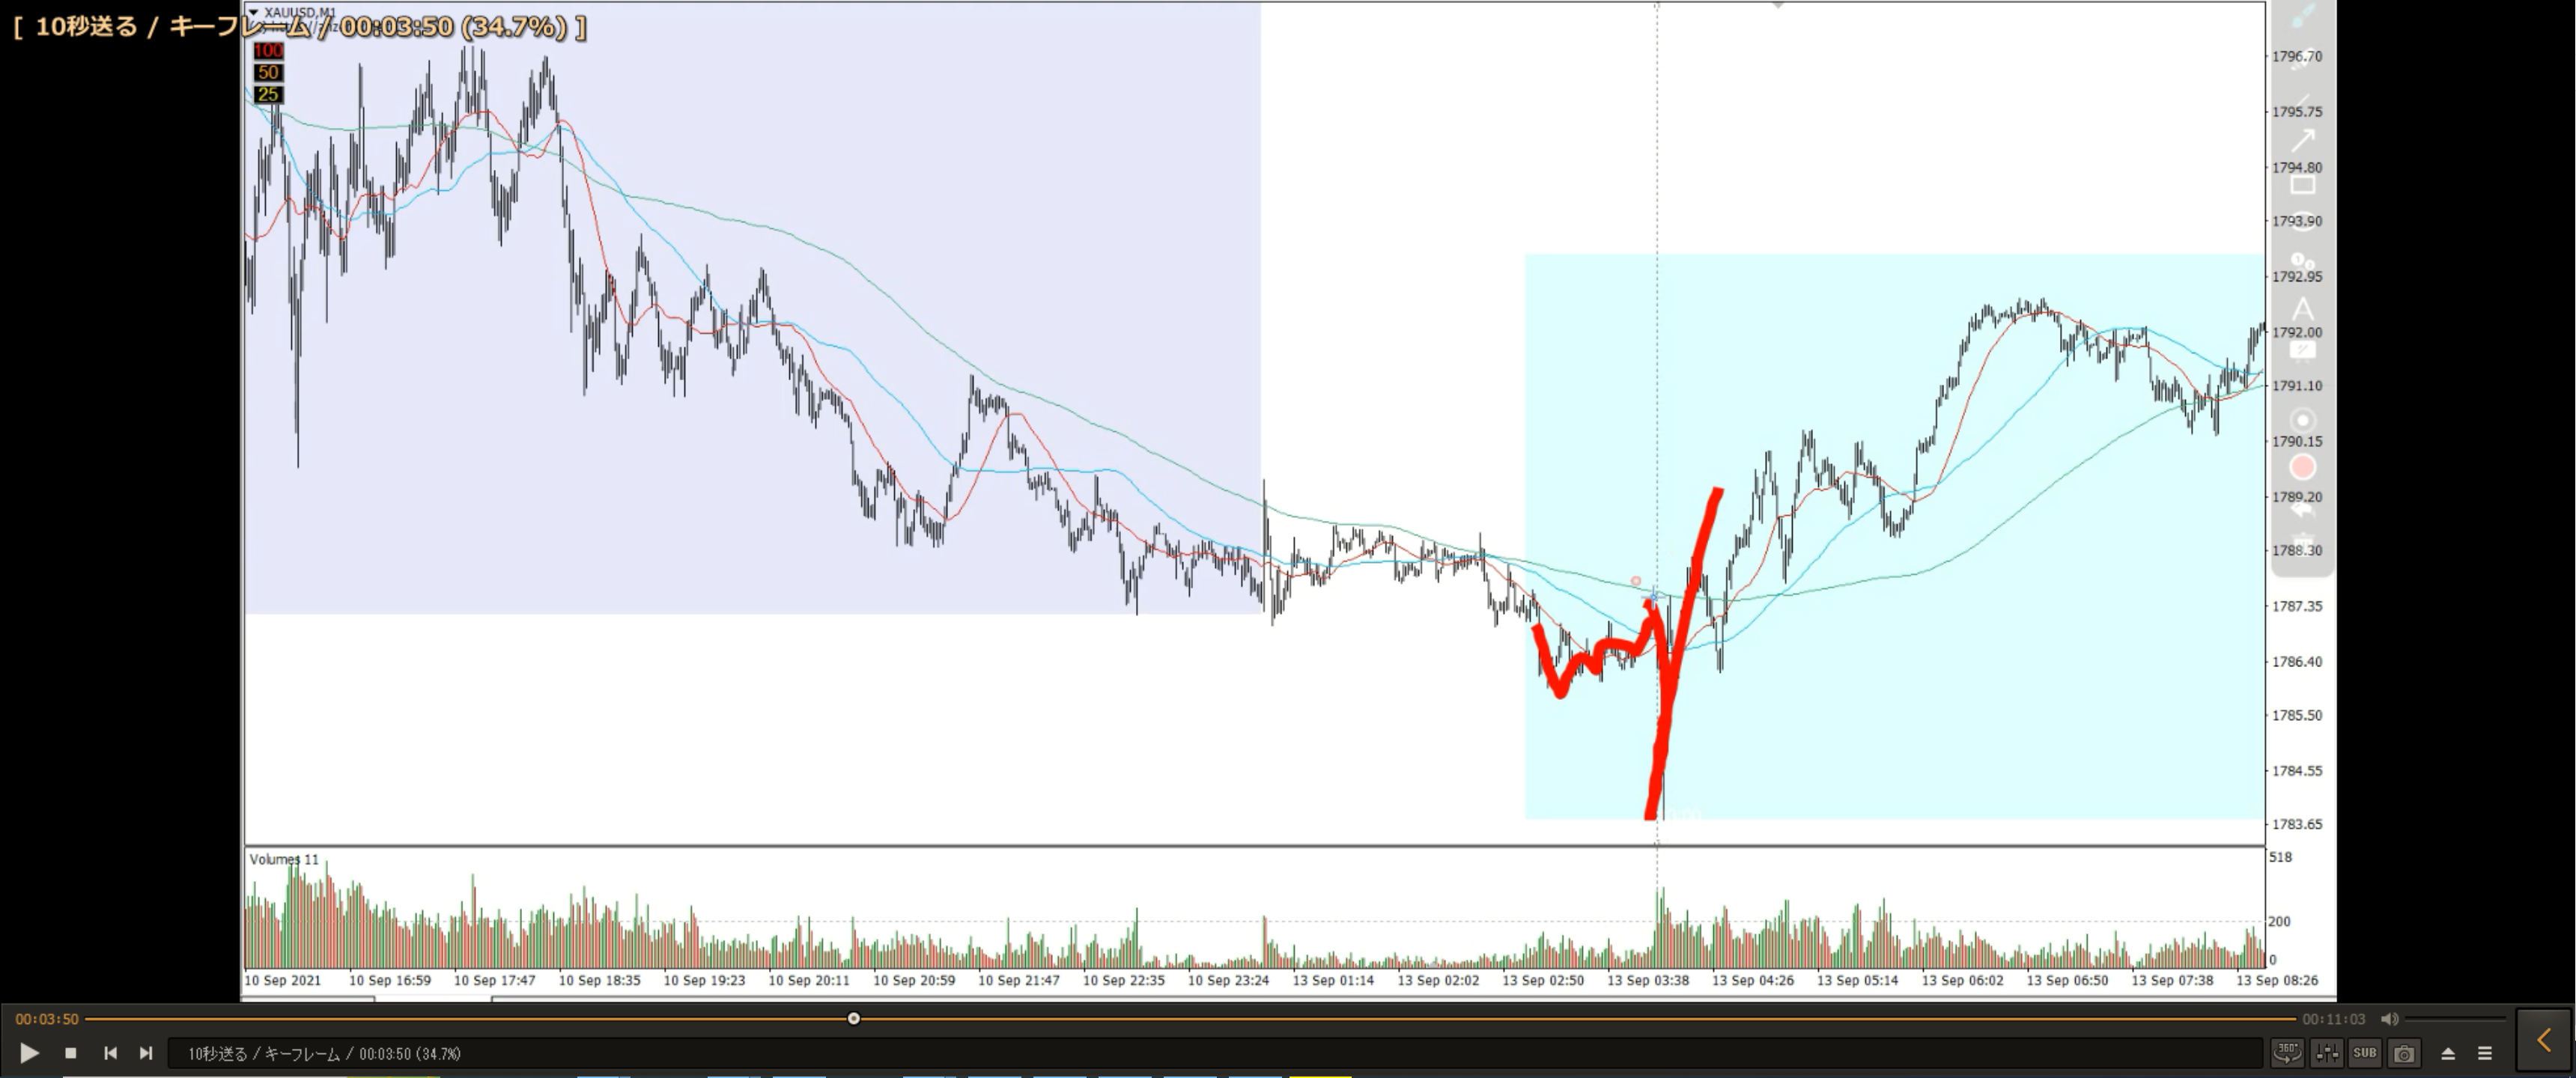 XAUUSD,M1
[ 10秒送る / キーフレーム / 00:03:50 (34.7%) ]
100
50
25
1796.70
1795.75
1794.80
1793.90
1792.95
1792.00
1791.10
1790.15
1789.20
1788.30
1787.35
1786.40
1785.50
1784.55
1783.65
A
Volumes 11
518
200
0
10 Sep 2021
10 Sep 16:59
10 Sep 17:47
10 Sep 18:35
10 Sep 19:23
10 Sep 20:11
10 Sep 20:59
10 Sep 21:47
10 Sep 22:35
10 Sep 23:24
13 Sep 01:14
13 Sep 02:02
13 Sep 02:50
13 Sep 03:38
13 Sep 04:26
13 Sep 05:14
13 Sep 06:02
13 Sep 06:50
13 Sep 07:38
13 Sep 08:26
00:03:50
00:11:03
10秒送る / キーフレーム / 00:03:50 (34.7%)
360°
SUB